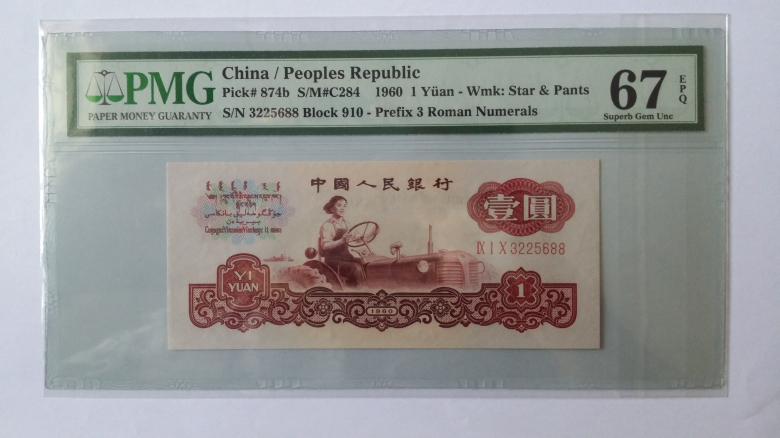 PMG
PAPER MONEY GUARANTY
China / Peoples Republic
Pick# 874b S/M#C284 1960 1 Yüan - Wmk: Star & Pants
S/N 3225688 Block 910 - Prefix 3 Roman Numerals
67 EPQ
Superb Gem Unc
中國人民銀行
壹圓
IX I X 3225688
YI
YUAN
1
1960